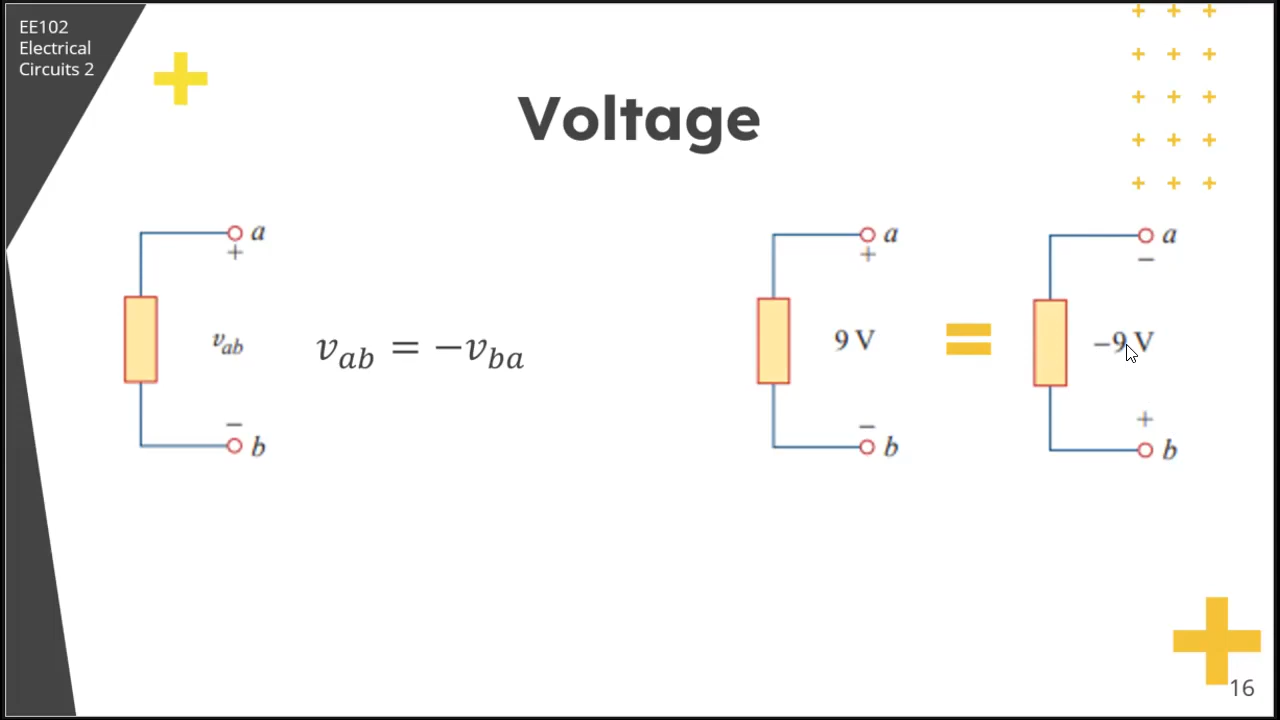 EE102
Electrical
Circuits 2
Voltage
a
+
v_ab
−
b
v_ab = −v_ba
a
+
9 V
−
b
=
a
−
−9 V
+
b
16